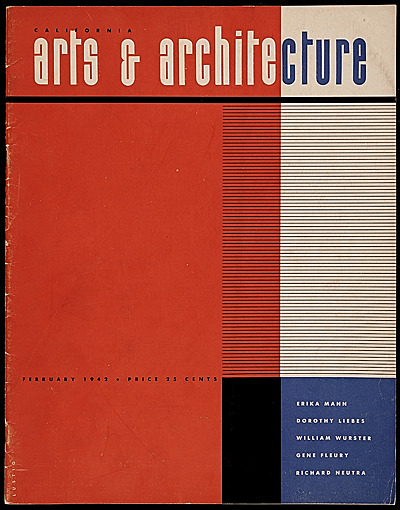 CALIFORNIA
arts & architecture
FEBRUARY 1942 • PRICE 25 CENTS
ERIKA MANN
DOROTHY LIEBES
WILLIAM WURSTER
GENE FLEURY
RICHARD NEUTRA